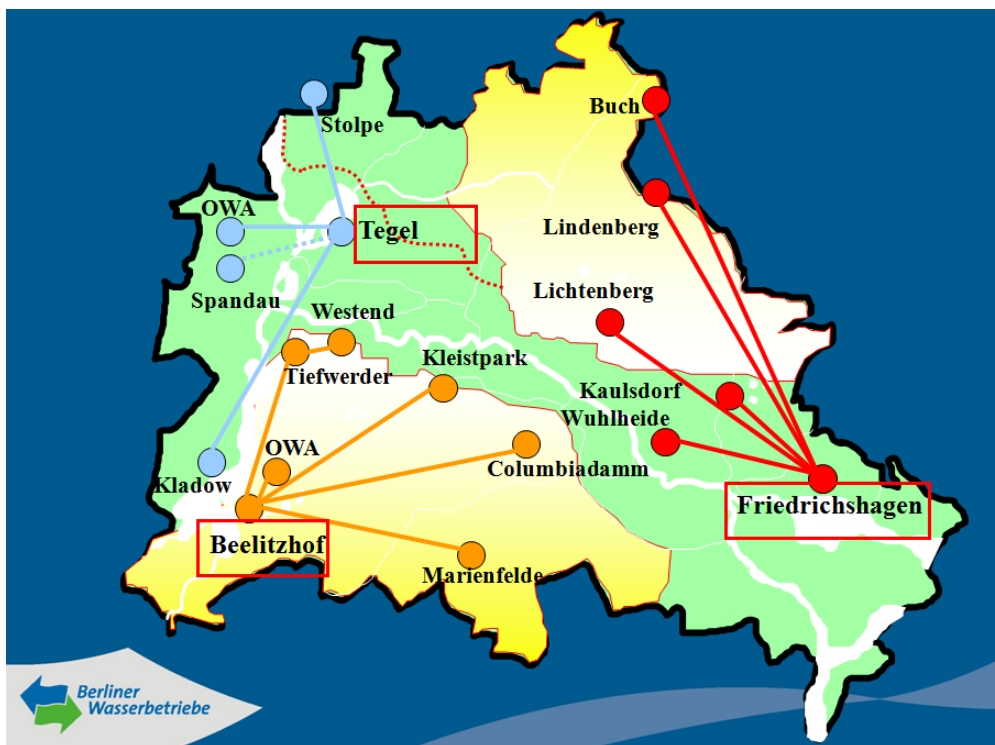 Buch
Stolpe
OWA
Lindenberg
Tegel
Spandau
Lichtenberg
Westend
Kleistpark
Tiefwerder
Kaulsdorf
Wuhlheide
OWA
Columbiadamm
Kladow
Friedrichshagen
Beelitzhof
Marienfelde
Berliner
Wasserbetriebe